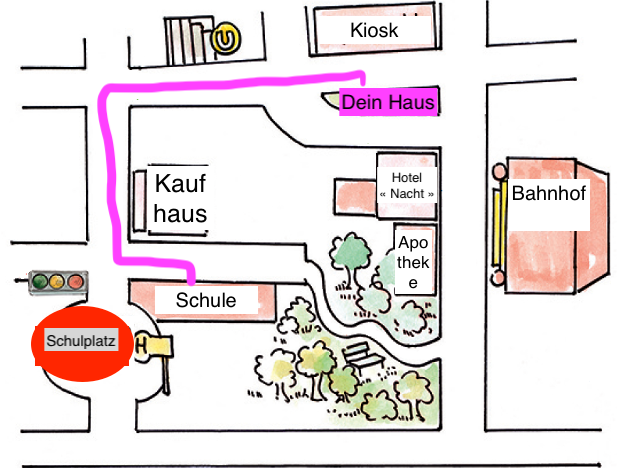 Kiosk
U
Dein Haus
Hotel
« Nacht »
Kauf
haus
Bahnhof
Apo
thek
e
Schule
Schulplatz
H